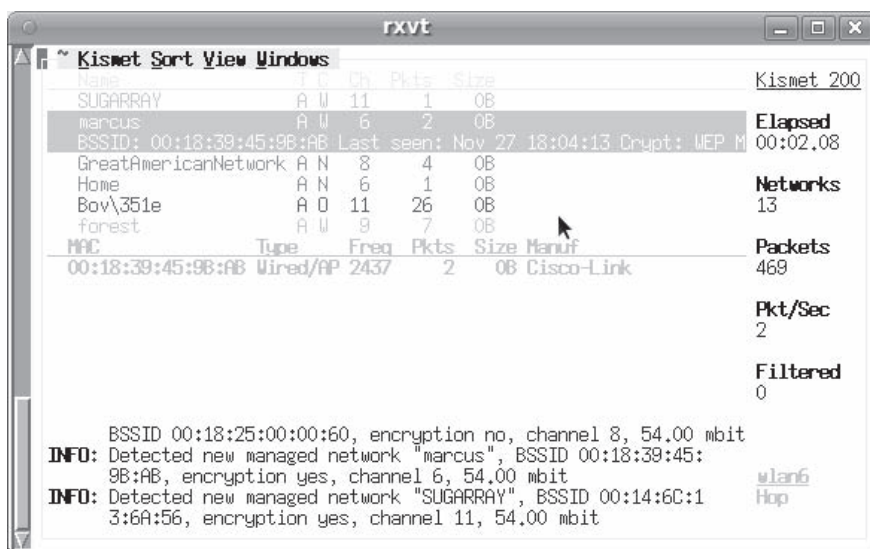 rxvt
~ Kismet Sort View Windows
Name T C Ch Pkts Size
Kismet 200
SUGARRAY A W 11 1 0B
marcus A W 6 2 0B
Elapsed
BSSID: 00:18:39:45:9B:AB Last seen: Nov 27 18:04:13 Crypt: WEP M
00:02.08
GreatAmericanNetwork A N 8 4 0B
Home A N 6 1 0B
Networks
Bov\351e A O 11 26 0B
13
forest A W 9 7 0B
MAC Type Freq Pkts Size Manuf
Packets
00:18:39:45:9B:AB Wired/AP 2437 2 0B Cisco-Link
469
Pkt/Sec
2
Filtered
0
BSSID 00:18:25:00:00:60, encryption no, channel 8, 54.00 mbit
INFO: Detected new managed network "marcus", BSSID 00:18:39:45:
9B:AB, encryption yes, channel 6, 54.00 mbit
wlan6
INFO: Detected new managed network "SUGARRAY", BSSID 00:14:6C:1
Hop
3:6A:56, encryption yes, channel 11, 54.00 mbit